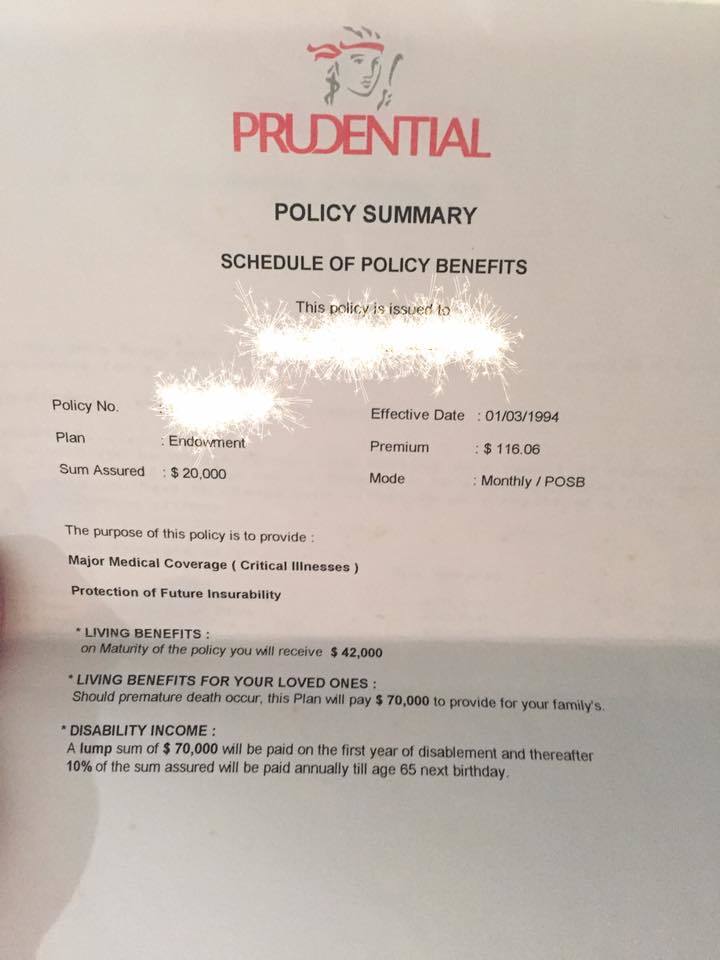 PRUDENTIAL
POLICY SUMMARY
SCHEDULE OF POLICY BENEFITS
This policy is issued to
Policy No. :
Effective Date : 01/03/1994
Plan : Endowment
Premium : $ 116.06
Sum Assured : $ 20,000
Mode : Monthly / POSB
The purpose of this policy is to provide :
Major Medical Coverage ( Critical Illnesses )
Protection of Future Insurability
* LIVING BENEFITS :
on Maturity of the policy you will receive $ 42,000
* LIVING BENEFITS FOR YOUR LOVED ONES :
Should premature death occur, this Plan will pay $ 70,000 to provide for your family's.
* DISABILITY INCOME :
A lump sum of $ 70,000 will be paid on the first year of disablement and thereafter
10% of the sum assured will be paid annually till age 65 next birthday.